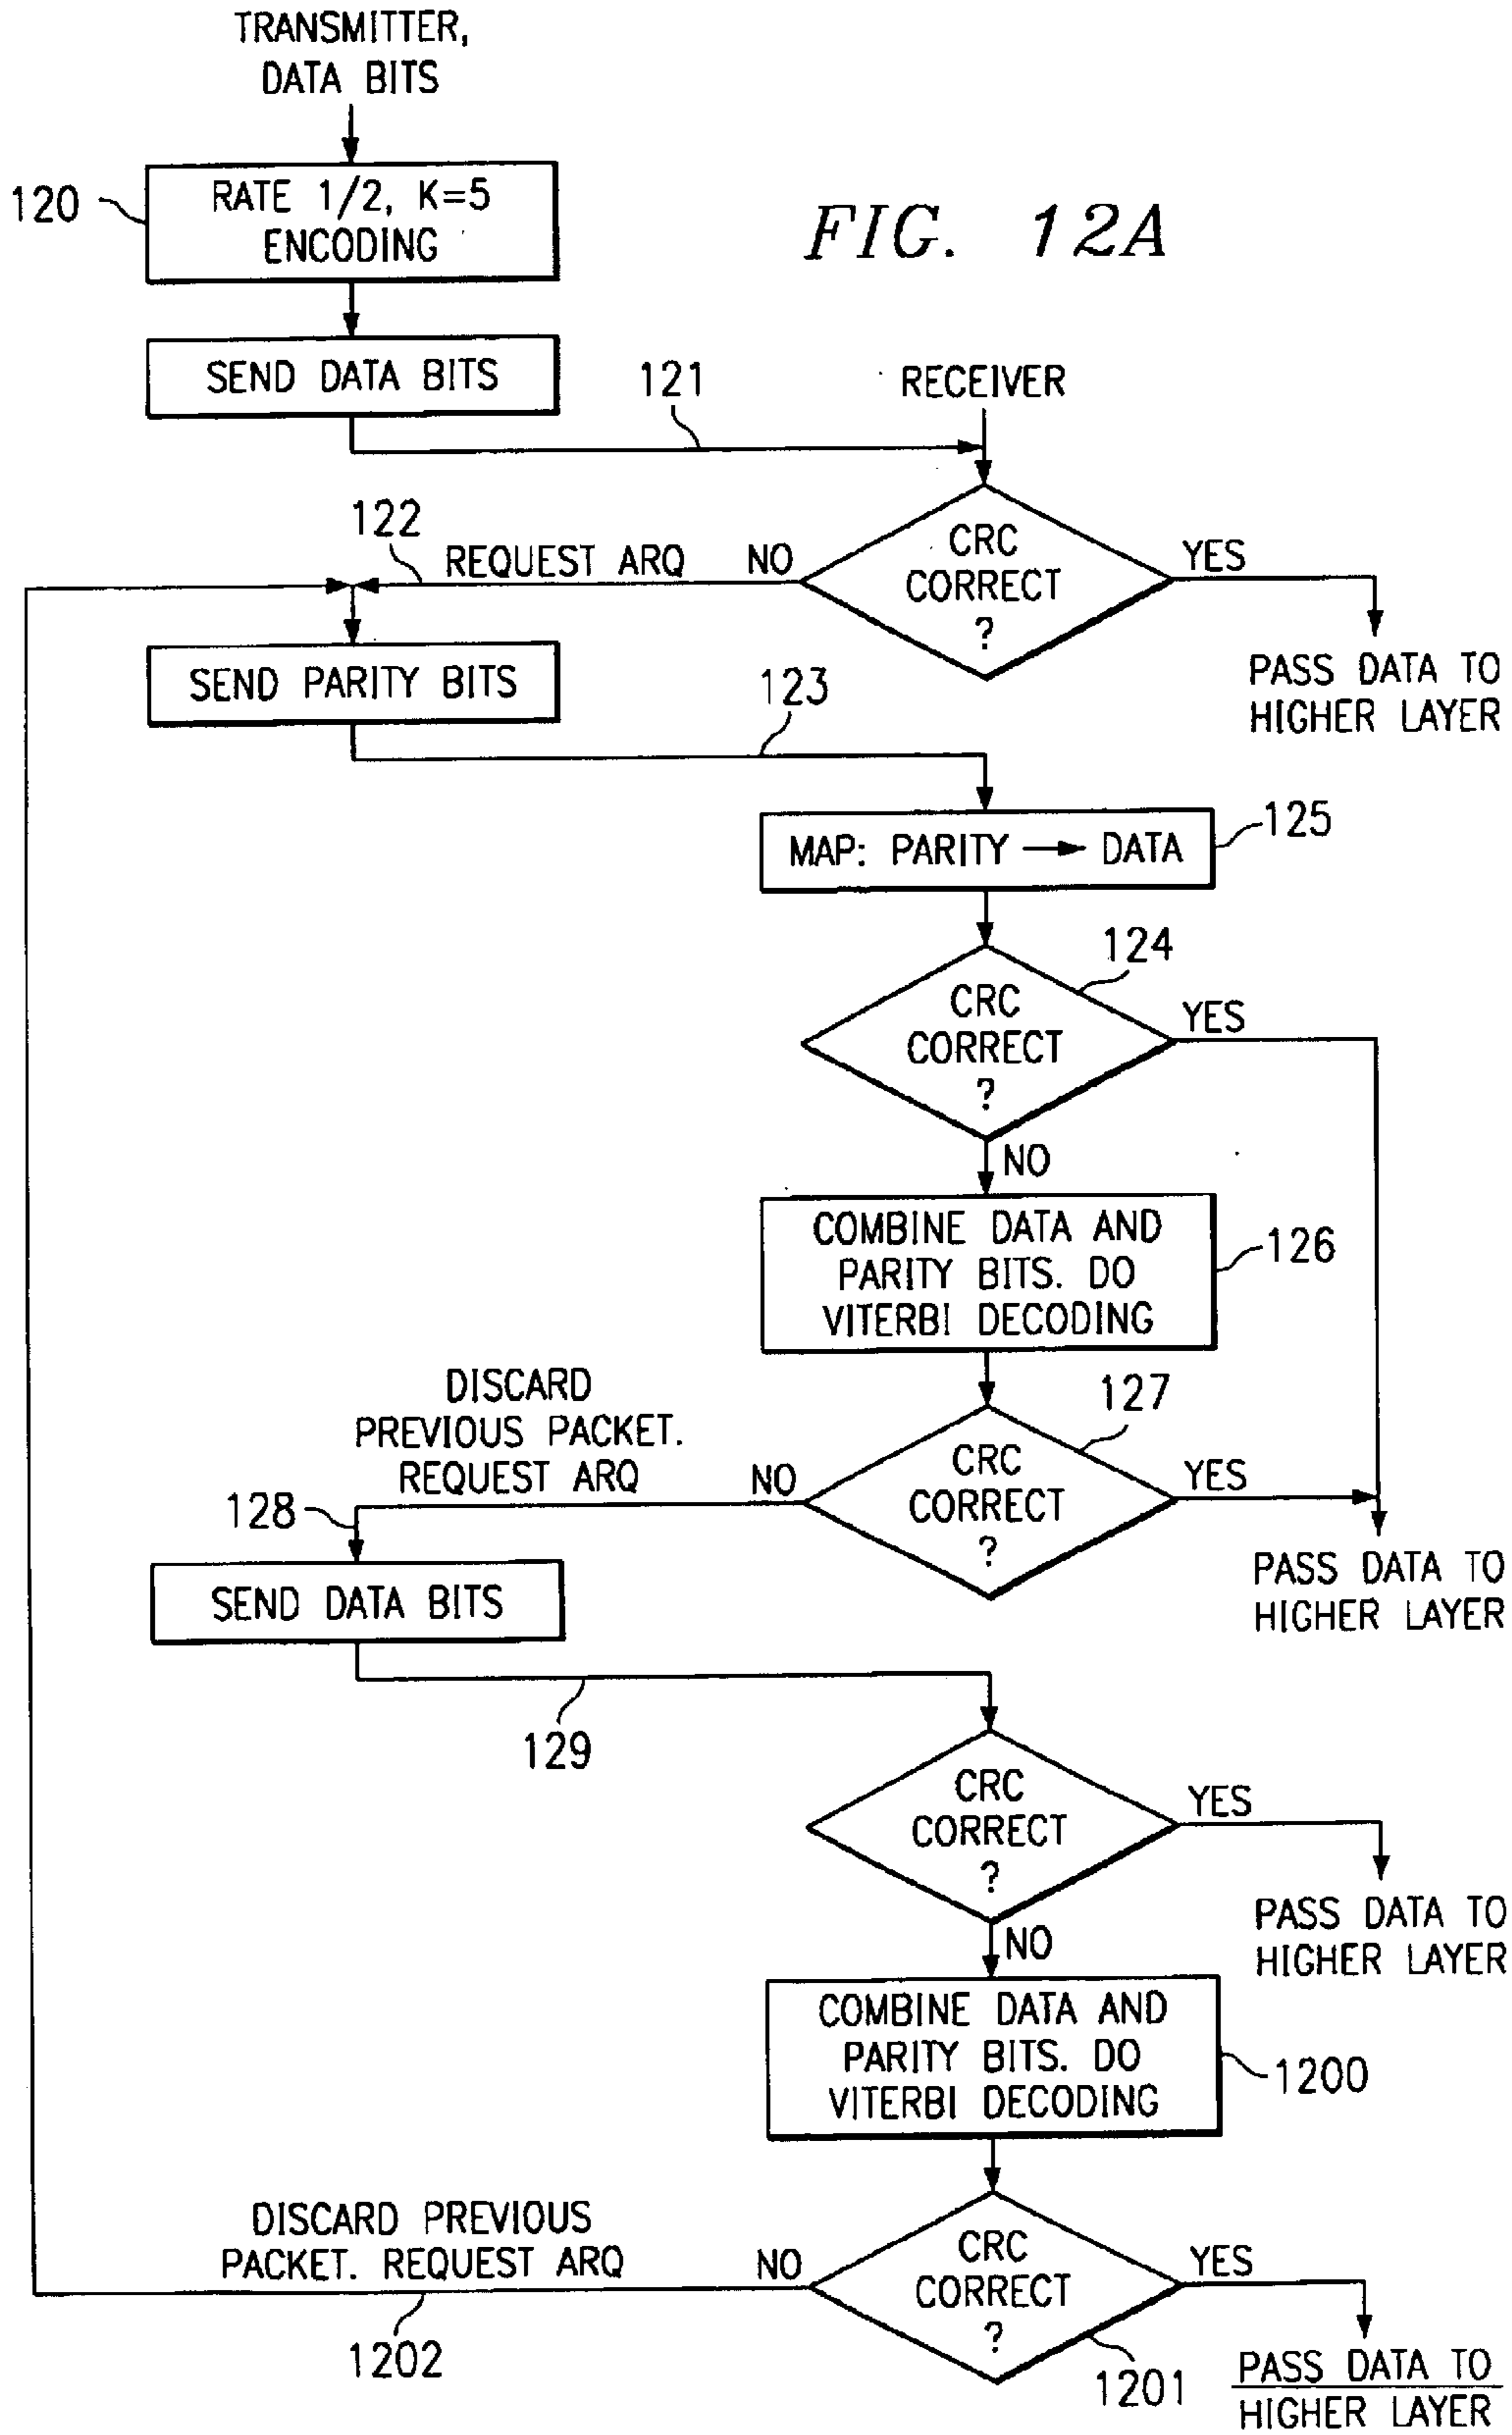 TRANSMITTER,
DATA BITS
120
RATE 1/2, K=5
ENCODING
FIG. 12A
SEND DATA BITS
121
RECEIVER
122
REQUEST ARQ
NO
CRC
CORRECT
?
YES
SEND PARITY BITS
123
PASS DATA TO
HIGHER LAYER
MAP: PARITY → DATA
125
124
CRC
CORRECT
?
YES
NO
COMBINE DATA AND
PARITY BITS. DO
VITERBI DECODING
126
DISCARD
PREVIOUS PACKET.
REQUEST ARQ
NO
127
CRC
CORRECT
?
YES
128
SEND DATA BITS
PASS DATA TO
HIGHER LAYER
129
CRC
CORRECT
?
YES
PASS DATA TO
HIGHER LAYER
NO
COMBINE DATA AND
PARITY BITS. DO
VITERBI DECODING
1200
DISCARD PREVIOUS
PACKET. REQUEST ARQ
NO
1202
CRC
CORRECT
?
YES
1201
PASS DATA TO
HIGHER LAYER